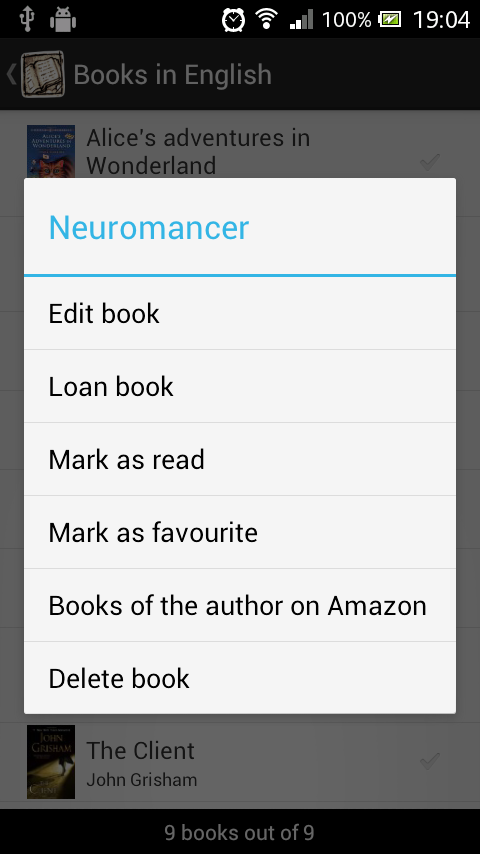 100% 19:04
Books in English
Alice's adventures in
Wonderland
Neuromancer
Edit book
Loan book
Mark as read
Mark as favourite
Books of the author on Amazon
Delete book
JOHN
GRISHAM
The Client
John Grisham
9 books out of 9